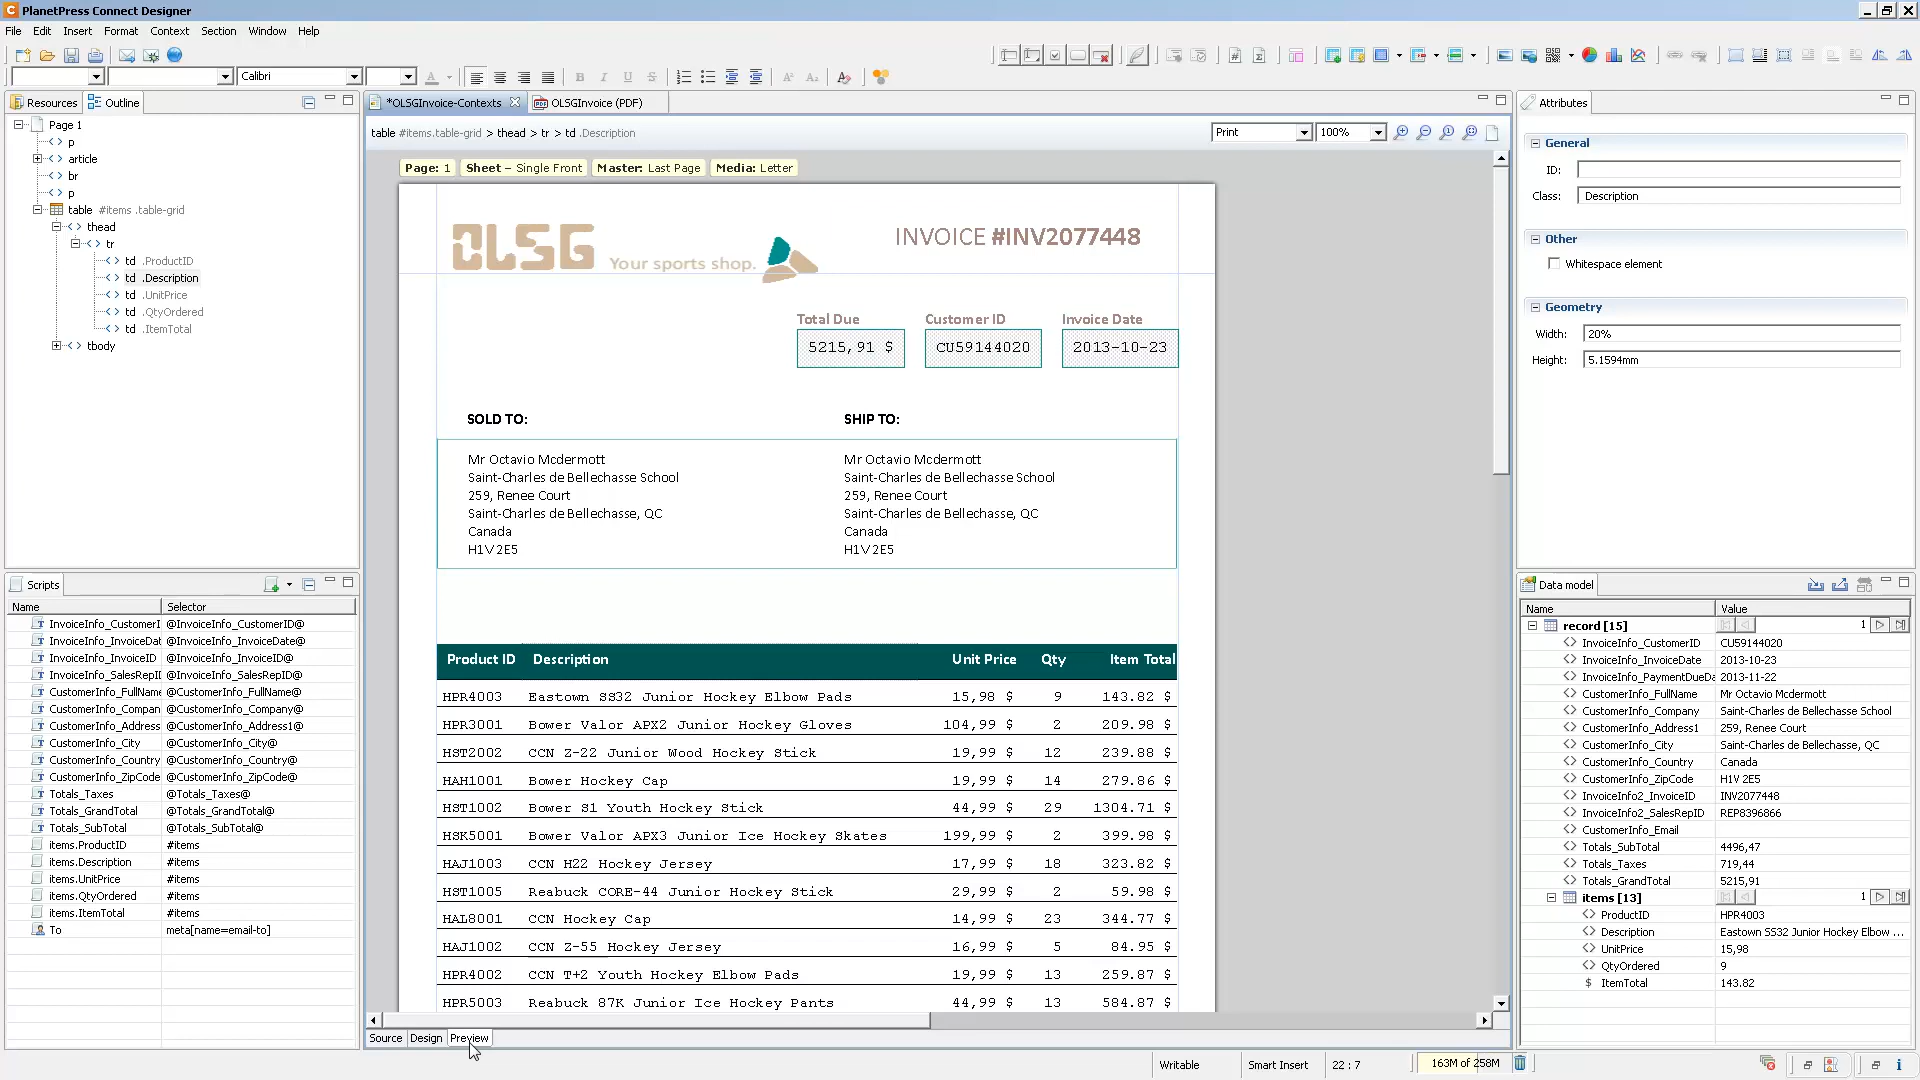 PlanetPress Connect Designer
File Edit Insert Format Context Section Window Help
Calibri
Resources Outline
*OLSGInvoice-Contexts OLSGInvoice (PDF)
Attributes
table #items.table-grid > thead > tr > td .Description
Print 100%
Page 1
p
article
br
p
table #items .table-grid
thead
tr
td .ProductID
td .Description
td .UnitPrice
td .QtyOrdered
td .ItemTotal
tbody
Scripts
Name Selector
InvoiceInfo_CustomerI @InvoiceInfo_CustomerID@
InvoiceInfo_InvoiceDat @InvoiceInfo_InvoiceDate@
InvoiceInfo_InvoiceID @InvoiceInfo_InvoiceID@
InvoiceInfo_SalesRepID @InvoiceInfo_SalesRepID@
CustomerInfo_FullName @CustomerInfo_FullName@
CustomerInfo_Compan @CustomerInfo_Company@
CustomerInfo_Address @CustomerInfo_Address1@
CustomerInfo_City @CustomerInfo_City@
CustomerInfo_Country @CustomerInfo_Country@
CustomerInfo_ZipCode @CustomerInfo_ZipCode@
Totals_Taxes @Totals_Taxes@
Totals_GrandTotal @Totals_GrandTotal@
Totals_SubTotal @Totals_SubTotal@
items.ProductID #items
items.Description #items
items.UnitPrice #items
items.QtyOrdered #items
items.ItemTotal #items
To meta[name=email-to]
Page: 1 Sheet – Single Front Master: Last Page Media: Letter
OLSG Your sports shop.
INVOICE #INV2077448
Total Due Customer ID Invoice Date
5215,91 $ CU59144020 2013-10-23
SOLD TO: SHIP TO:
Mr Octavio Mcdermott Mr Octavio Mcdermott
Saint-Charles de Bellechasse School Saint-Charles de Bellechasse School
259, Renee Court 259, Renee Court
Saint-Charles de Bellechasse, QC Saint-Charles de Bellechasse, QC
Canada Canada
H1V 2E5 H1V 2E5
Product ID Description Unit Price Qty Item Total
HPR4003 Eastown SS32 Junior Hockey Elbow Pads 15,98 $ 9 143.82 $
HPR3001 Bower Valor APX2 Junior Hockey Gloves 104,99 $ 2 209.98 $
HST2002 CCN Z-22 Junior Wood Hockey Stick 19,99 $ 12 239.88 $
HAH1001 Bower Hockey Cap 19,99 $ 14 279.86 $
HST1002 Bower S1 Youth Hockey Stick 44,99 $ 29 1304.71 $
HSK5001 Bower Valor APX3 Junior Ice Hockey Skates 199,99 $ 2 399.98 $
HAJ1003 CCN H22 Hockey Jersey 17,99 $ 18 323.82 $
HST1005 Reabuck CORE-44 Junior Hockey Stick 29,99 $ 2 59.98 $
HAL8001 CCN Hockey Cap 14,99 $ 23 344.77 $
HAJ1002 CCN Z-55 Hockey Jersey 16,99 $ 5 84.95 $
HPR4002 CCN T+2 Youth Hockey Elbow Pads 19,99 $ 13 259.87 $
HPR5003 Reabuck 87K Junior Ice Hockey Pants 44,99 $ 13 584.87 $
Source Design Preview
General
ID:
Class: Description
Other
Whitespace element
Geometry
Width: 20%
Height: 5.1594mm
Data model
Name Value
record [15] 1
InvoiceInfo_CustomerID CU59144020
InvoiceInfo_InvoiceDate 2013-10-23
InvoiceInfo_PaymentDueDa 2013-11-22
CustomerInfo_FullName Mr Octavio Mcdermott
CustomerInfo_Company Saint-Charles de Bellechasse School
CustomerInfo_Address1 259, Renee Court
CustomerInfo_City Saint-Charles de Bellechasse, QC
CustomerInfo_Country Canada
CustomerInfo_ZipCode H1V 2E5
InvoiceInfo2_InvoiceID INV2077448
InvoiceInfo2_SalesRepID REP8396866
CustomerInfo_Email
Totals_SubTotal 4496,47
Totals_Taxes 719,44
Totals_GrandTotal 5215,91
items [13] 1
ProductID HPR4003
Description Eastown SS32 Junior Hockey Elbow ...
UnitPrice 15,98
QtyOrdered 9
ItemTotal 143.82
Writable Smart Insert 22 : 7 163M of 258M